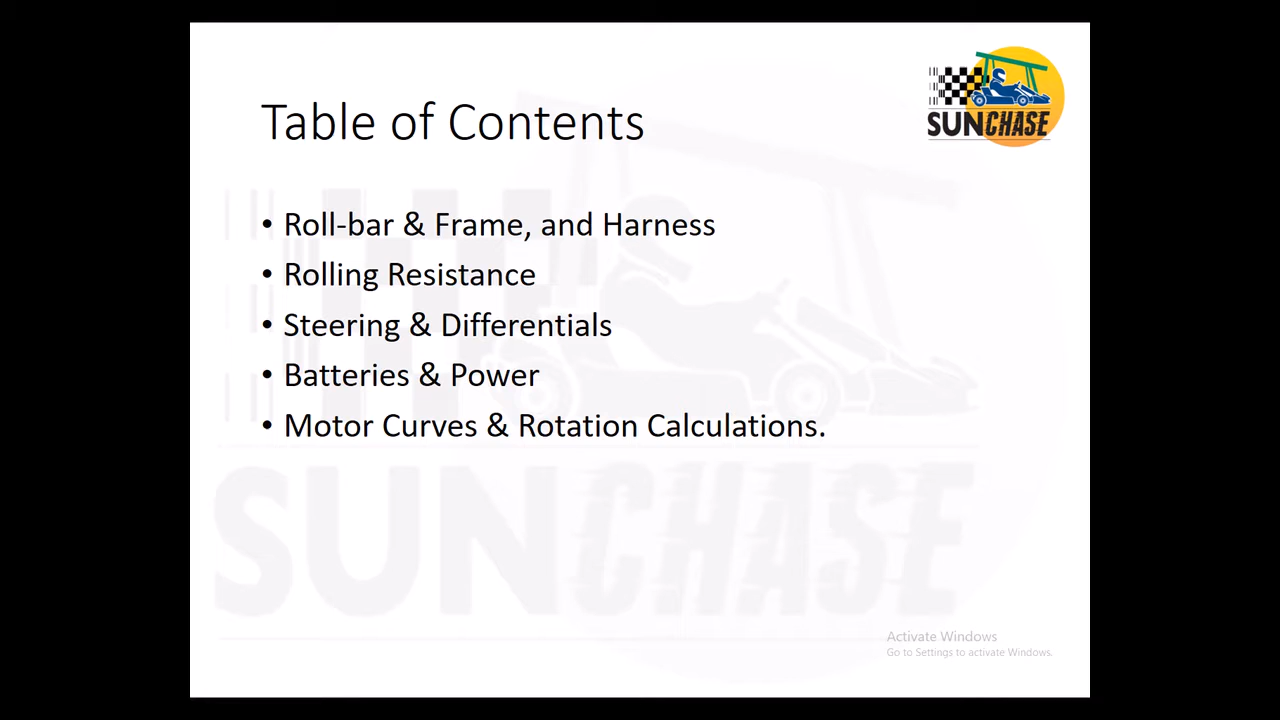 SUNCHASE
Table of Contents
• Roll-bar & Frame, and Harness
• Rolling Resistance
• Steering & Differentials
• Batteries & Power
• Motor Curves & Rotation Calculations.
SUNCHASE
Activate Windows
Go to Settings to activate Windows.